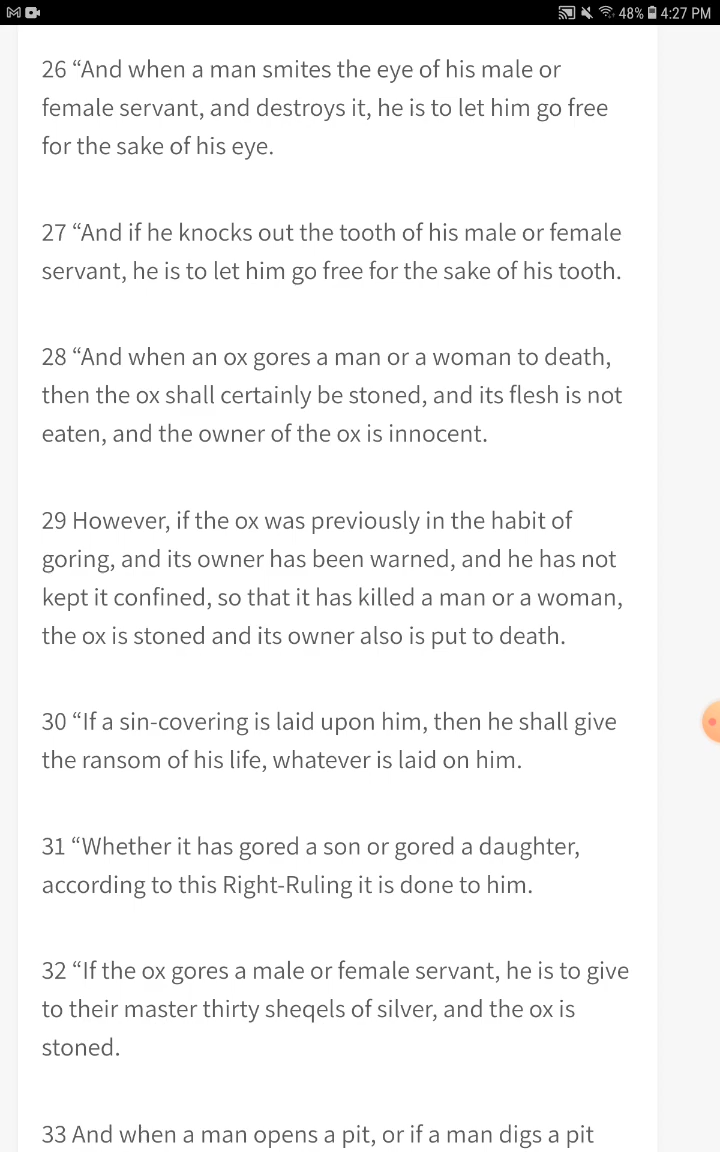 48% 4:27 PM
26 “And when a man smites the eye of his male or
female servant, and destroys it, he is to let him go free
for the sake of his eye.
27 “And if he knocks out the tooth of his male or female
servant, he is to let him go free for the sake of his tooth.
28 “And when an ox gores a man or a woman to death,
then the ox shall certainly be stoned, and its flesh is not
eaten, and the owner of the ox is innocent.
29 However, if the ox was previously in the habit of
goring, and its owner has been warned, and he has not
kept it confined, so that it has killed a man or a woman,
the ox is stoned and its owner also is put to death.
30 “If a sin-covering is laid upon him, then he shall give
the ransom of his life, whatever is laid on him.
31 “Whether it has gored a son or gored a daughter,
according to this Right-Ruling it is done to him.
32 “If the ox gores a male or female servant, he is to give
to their master thirty sheqels of silver, and the ox is
stoned.
33 And when a man opens a pit, or if a man digs a pit